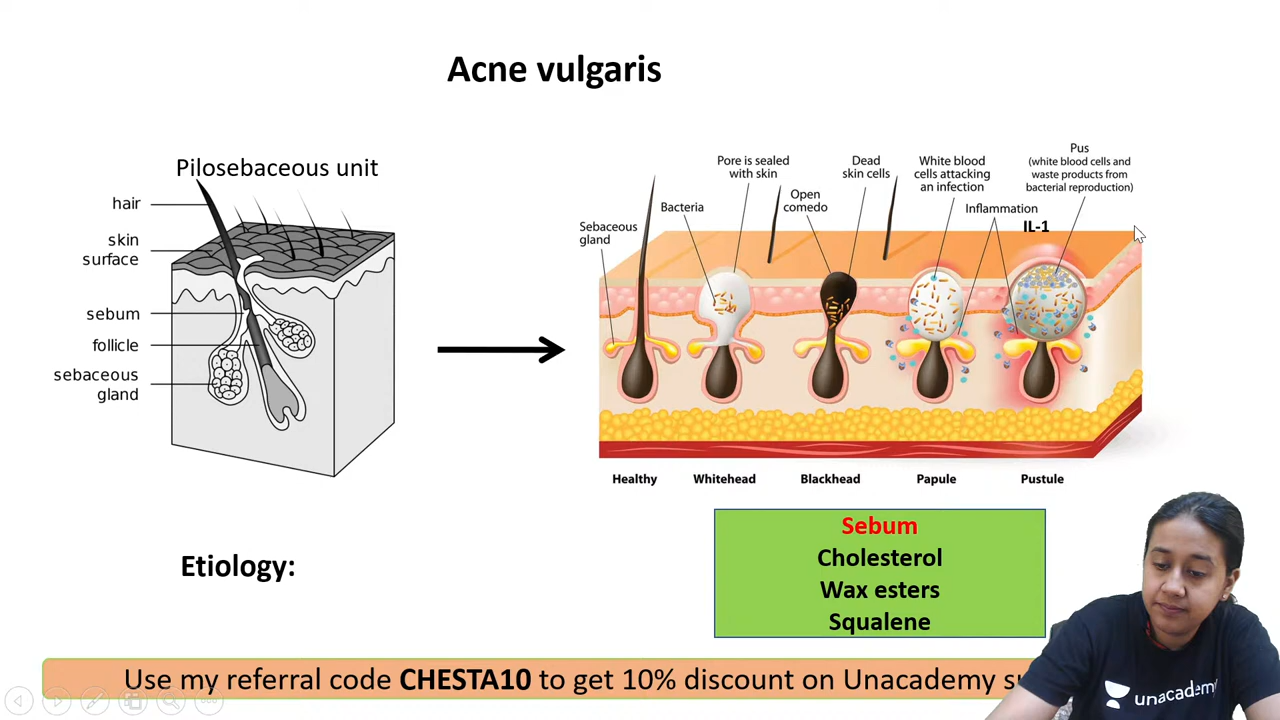 Acne vulgaris
Pilosebaceous unit
hair
skin
surface
sebum
follicle
sebaceous
gland
Sebaceous
gland
Bacteria
Pore is sealed
with skin
Open
comedo
Dead
skin cells
White blood
cells attacking
an infection
Inflammation
IL-1
Pus
(white blood cells and
waste products from
bacterial reproduction)
Healthy
Whitehead
Blackhead
Papule
Pustule
Etiology:
Sebum
Cholesterol
Wax esters
Squalene
Use my referral code CHESTA10 to get 10% discount on Unacademy
unacademy